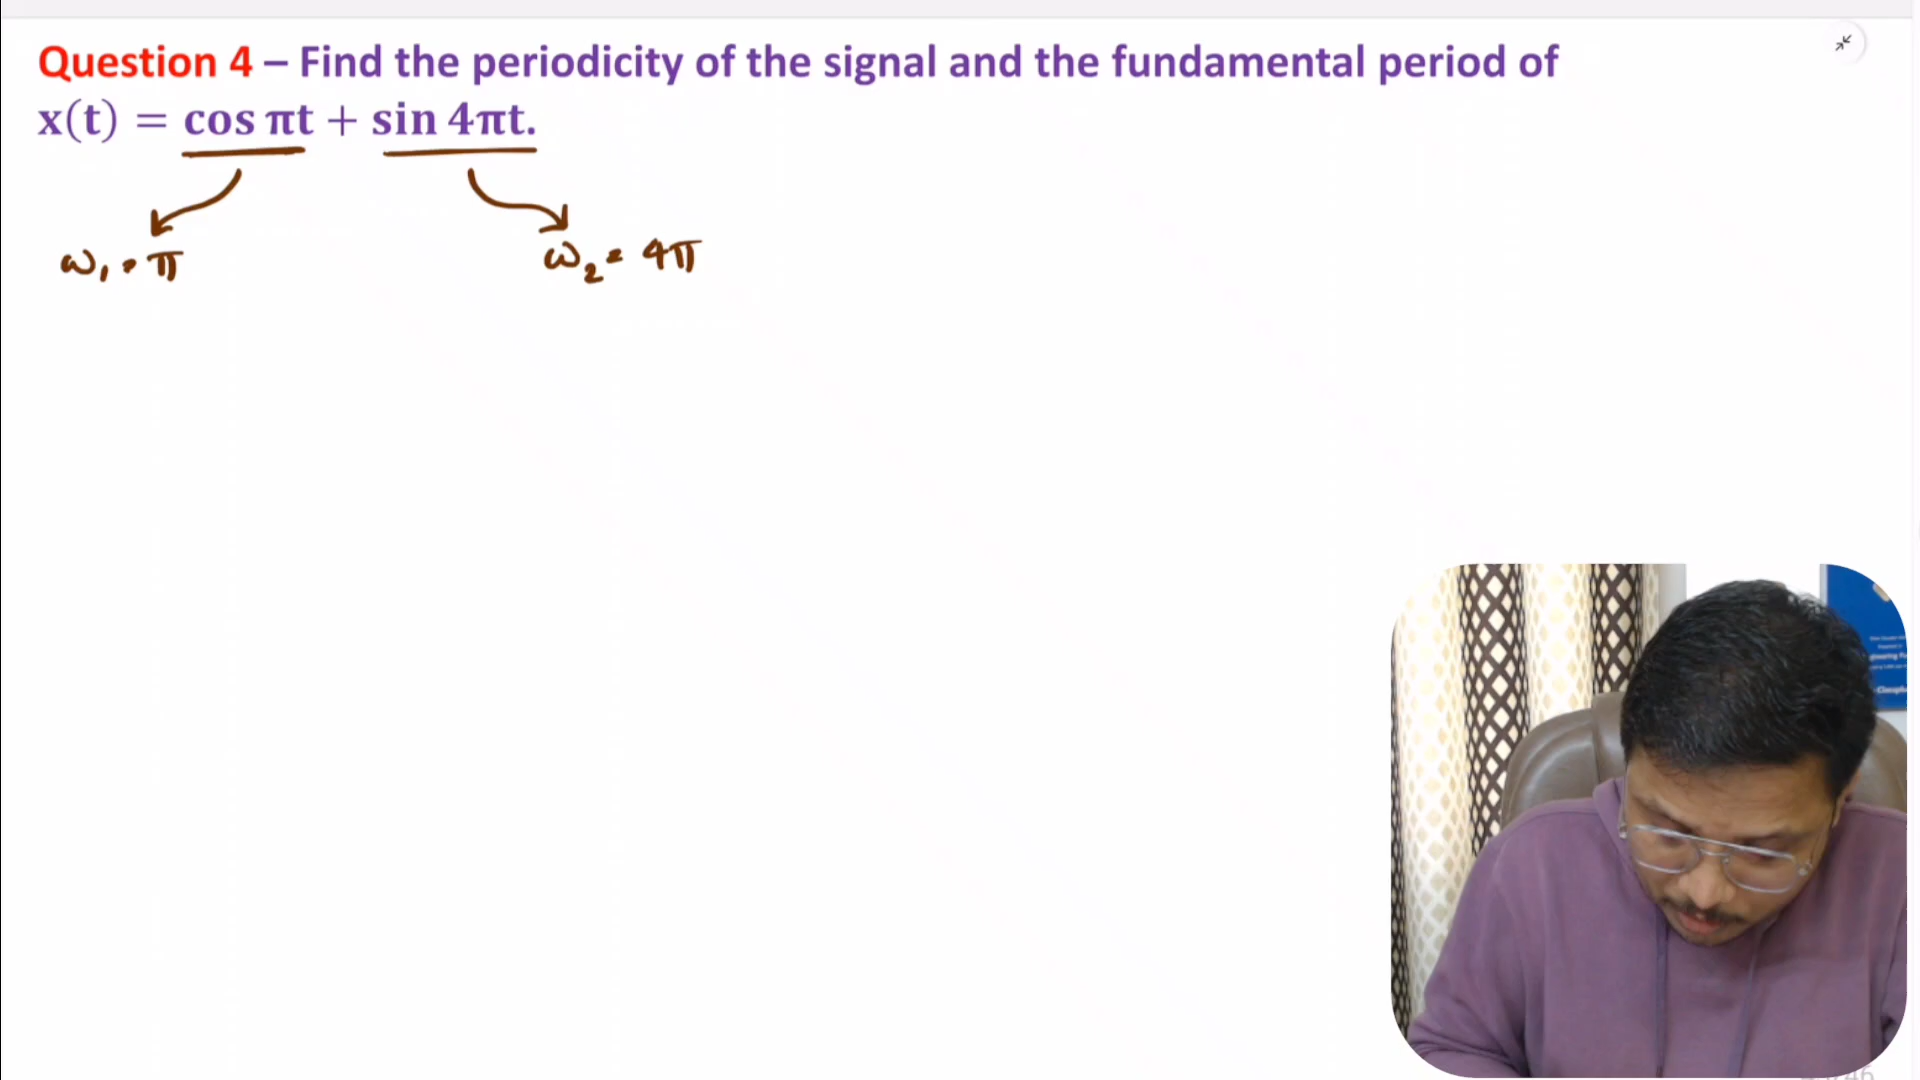 Question 4 – Find the periodicity of the signal and the fundamental period of
x(t) = cos πt + sin 4πt.
ω₁ = π
ω₂ = 4π